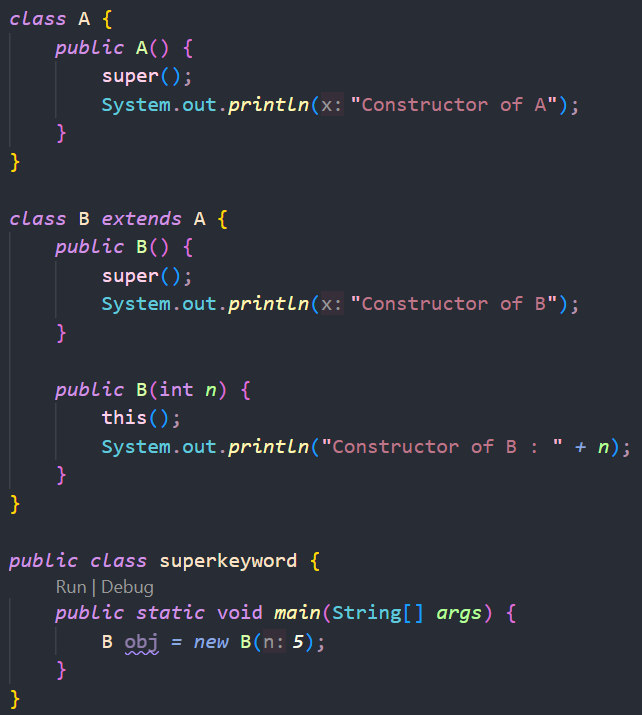 class A {
    public A() {
        super();
        System.out.println(x: "Constructor of A");
    }
}

class B extends A {
    public B() {
        super();
        System.out.println(x: "Constructor of B");
    }

    public B(int n) {
        this();
        System.out.println("Constructor of B : " + n);
    }
}

public class superkeyword {
    Run | Debug
    public static void main(String[] args) {
        B obj = new B(n: 5);
    }
}